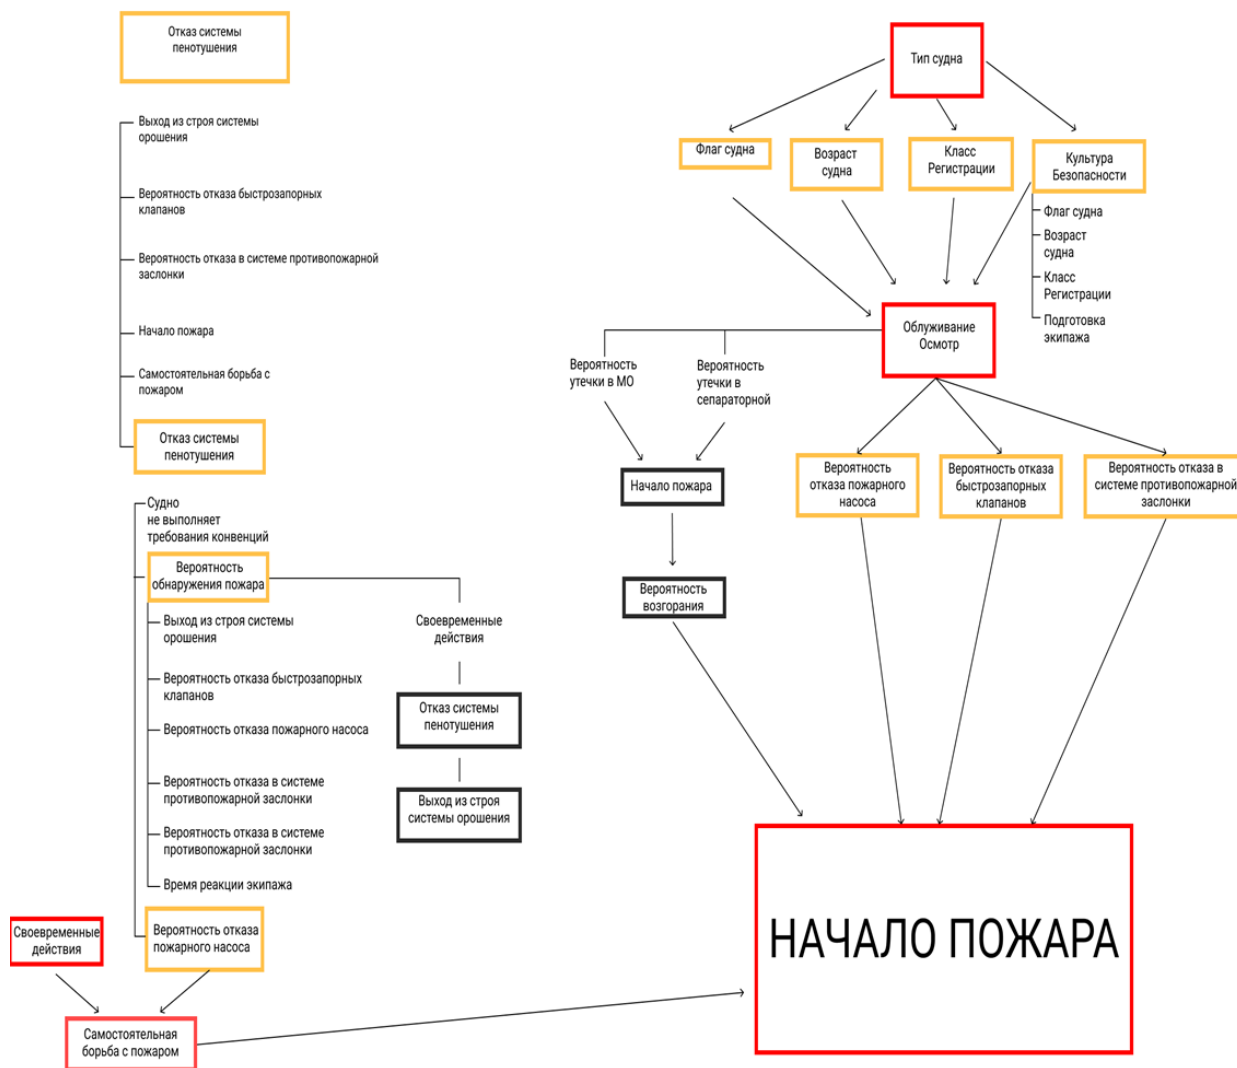 Отказ системы
пенотушения
Выход из строя системы
орошения
Вероятность отказа быстрозапорных
клапанов
Вероятность отказа в системе противопожарной
заслонки
Начало пожара
Самостоятельная борьба с
пожаром
Отказ системы
пенотушения
Судно
не выполняет
требования конвенций
Вероятность
обнаружения пожара
Выход из строя системы
орошения
Вероятность отказа быстрозапорных
клапанов
Вероятность отказа пожарного насоса
Вероятность отказа в системе
противопожарной заслонки
Вероятность отказа в системе
противопожарной заслонки
Время реакции экипажа
Своевременные
действия
Отказ системы
пенотушения
Выход из строя
системы орошения
Своевременные
действия
Вероятность отказа
пожарного насоса
Самостоятельная
борьба с пожаром
Тип судна
Флаг судна
Возраст
судна
Класс
Регистрации
Культура
Безопасности
Флаг судна
Возраст
судна
Класс
Регистрации
Подготовка
экипажа
Облуживание
Осмотр
Вероятность
утечки в МО
Вероятность
утечки в
сепараторной
Начало пожара
Вероятность
возгорания
Вероятность
отказа пожарного
насоса
Вероятность отказа
быстрозапорных
клапанов
Вероятность отказа в
системе противопожарной
заслонки
НАЧАЛО ПОЖАРА